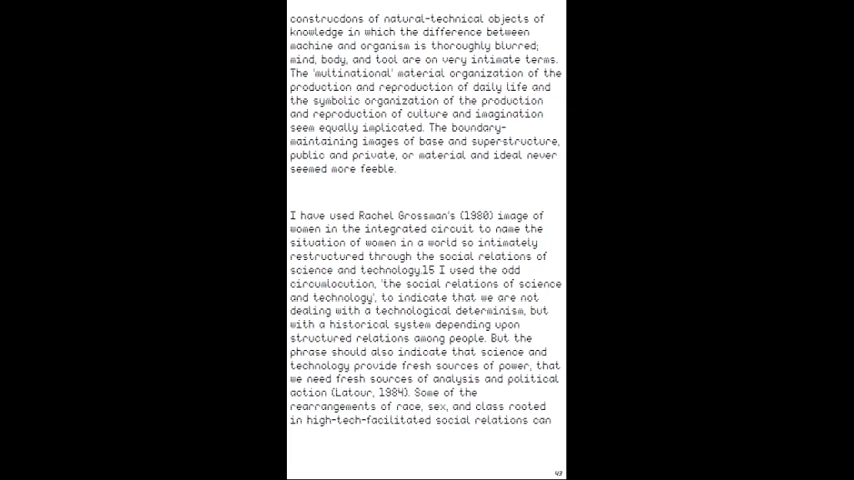 construcdons of natural-technical objects of
knowledge in which the difference between
machine and organism is thoroughly blurred;
mind, body, and tool are on very intimate terms.
The 'multinational' material organization of the
production and reproduction of daily life and
the symbolic organization of the production
and reproduction of culture and imagination
seem equally implicated. The boundary-
maintaining images of base and superstructure,
public and private, or material and ideal never
seemed more feeble.
I have used Rachel Grossman's (1980) image of
women in the integrated circuit to name the
situation of women in a world so intimately
restructured through the social relations of
science and technology.15 I used the odd
circumlocution, 'the social relations of science
and technology', to indicate that we are not
dealing with a technological determinism, but
with a historical system depending upon
structured relations among people. But the
phrase should also indicate that science and
technology provide fresh sources of power, that
we need fresh sources of analysis and political
action (Latour, 1984). Some of the
rearrangements of race, sex, and class rooted
in high-tech-facilitated social relations can
42